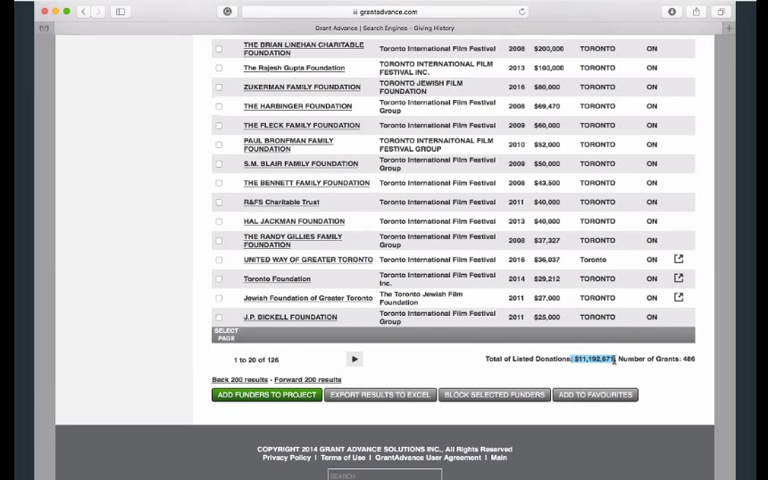 grantadvance.com
Grant Advance | Search Engines - Giving History
THE BRIAN LINEHAN CHARITABLE FOUNDATION Toronto International Film Festival 2008 $200,000 TORONTO ON
The Rajesh Gupta Foundation TORONTO INTERNATIONAL FILM FESTIVAL INC. 2013 $100,000 TORONTO ON
ZUKERMAN FAMILY FOUNDATION TORONTO JEWISH FILM FOUNDATION 2016 $80,000 TORONTO ON
THE HARBINGER FOUNDATION Toronto International Film Festival Group 2008 $69,470 TORONTO ON
THE FLECK FAMILY FOUNDATION Toronto International Film Festival 2009 $60,000 TORONTO ON
PAUL BRONFMAN FAMILY FOUNDATION TORONTO INTERNAITONAL FILM FESTIVAL GROUP 2010 $52,000 TORONTO ON
S.M. BLAIR FAMILY FOUNDATION Toronto International Film Festival Group 2009 $50,000 TORONTO ON
THE BENNETT FAMILY FOUNDATION Toronto International Film Festival 2008 $43,500 TORONTO ON
R&FS Charitable Trust Toronto International Film Festival 2011 $40,000 TORONTO ON
HAL JACKMAN FOUNDATION Toronto International Film Festival 2013 $40,000 TORONTO ON
THE RANDY GILLIES FAMILY FOUNDATION Toronto International Film Festival Group 2008 $37,327 TORONTO ON
UNITED WAY OF GREATER TORONTO Toronto International Film Festival 2016 $36,037 Toronto ON
Toronto Foundation Toronto International Film Festival Inc. 2014 $29,212 TORONTO ON
Jewish Foundation of Greater Toronto The Toronto Jewish Film Foundation 2011 $27,000 TORONTO ON
J.P. BICKELL FOUNDATION Toronto International Film Festival Group 2011 $25,000 TORONTO ON
SELECT PAGE
1 to 20 of 126 Total of Listed Donations: Number of Grants: 486
Back 200 results - Forward 200 results
ADD FUNDERS TO PROJECT EXPORT RESULTS TO EXCEL BLOCK SELECTED FUNDERS ADD TO FAVOURITES
COPYRIGHT 2014 GRANT ADVANCE SOLUTIONS INC., All Rights Reserved
Privacy Policy | Terms of Use | GrantAdvance User Agreement | Main
SEARCH